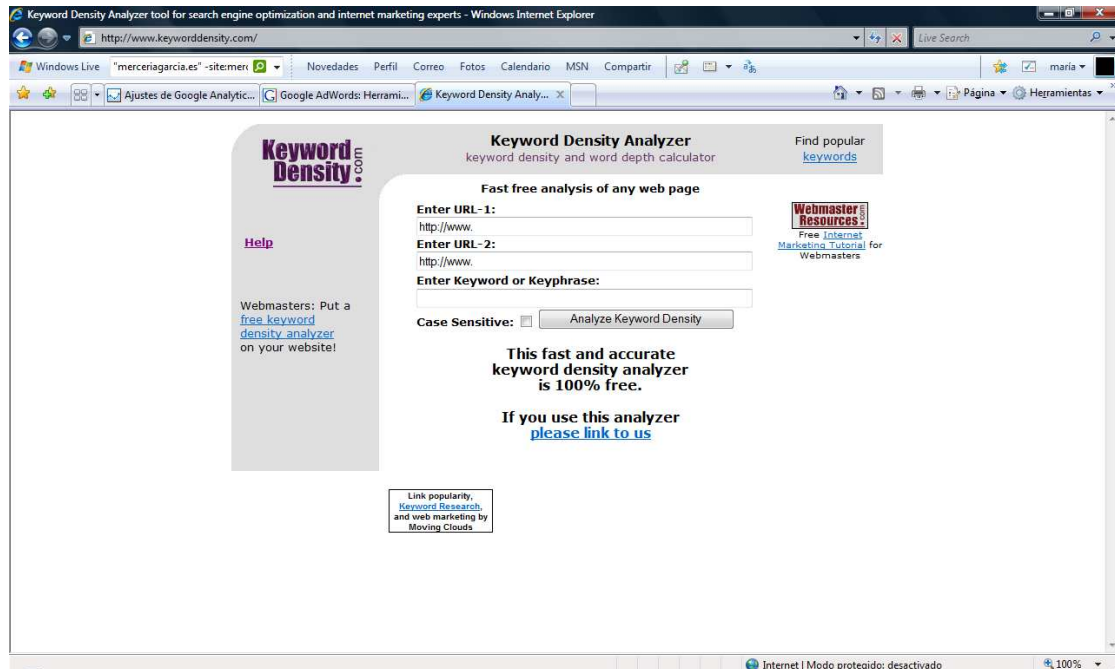 Keyword Density Analyzer tool for search engine optimization and internet marketing experts - Windows Internet Explorer
http://www.keyworddensity.com/
Live Search
Windows Live "merceriagarcia.es" -site:merc Novedades Perfil Correo Fotos Calendario MSN Compartir maria
Ajustes de Google Analytic... Google AdWords: Herrami... Keyword Density Analy... Página Herramientas
Keyword Density.com
Keyword Density Analyzer
keyword density and word depth calculator
Find popular
keywords
Fast free analysis of any web page
Enter URL-1:
http://www.
Enter URL-2:
http://www.
Enter Keyword or Keyphrase:
Case Sensitive: Analyze Keyword Density
Help
Webmasters: Put a
free keyword
density analyzer
on your website!
Webmaster
Resources.com
Free Internet
Marketing Tutorial for
Webmasters
This fast and accurate
keyword density analyzer
is 100% free.
If you use this analyzer
please link to us
Link popularity,
Keyword Research,
and web marketing by
Moving Clouds
Internet | Modo protegido: desactivado 100%